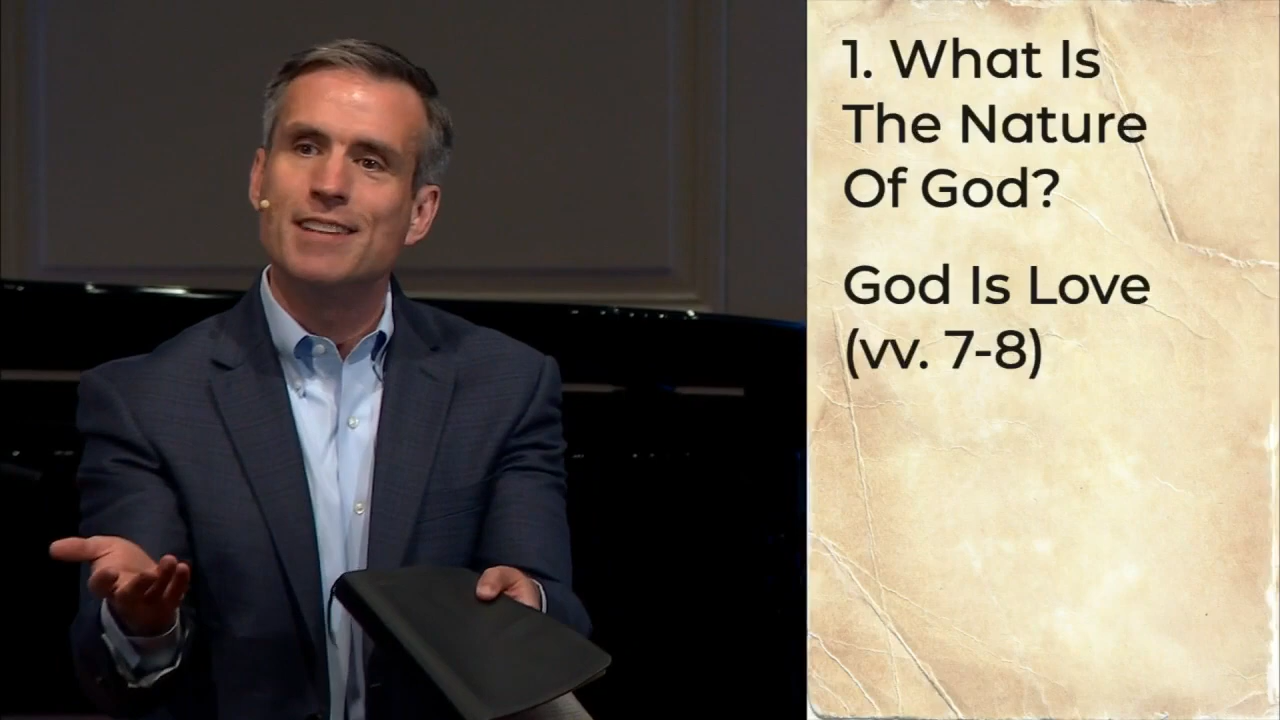 1. What Is
The Nature
Of God?
God Is Love
(vv. 7-8)